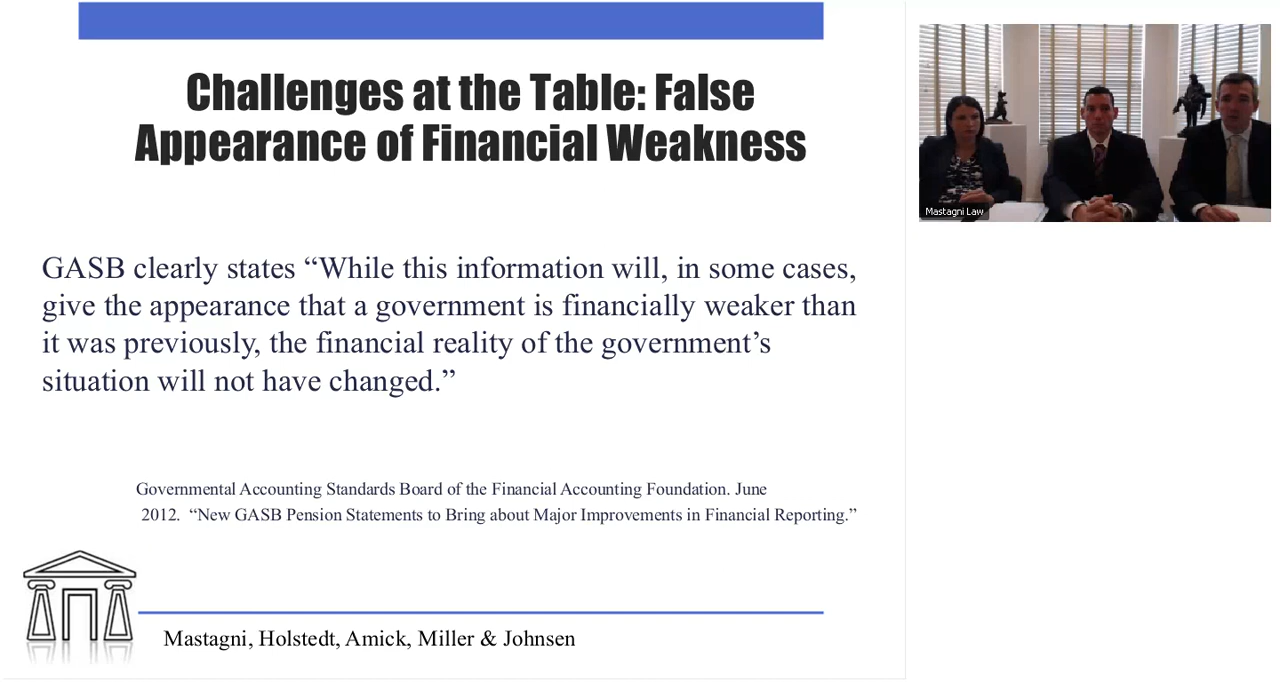 Challenges at the Table: False
Appearance of Financial Weakness
GASB clearly states “While this information will, in some cases,
give the appearance that a government is financially weaker than
it was previously, the financial reality of the government’s
situation will not have changed.”
Governmental Accounting Standards Board of the Financial Accounting Foundation. June
2012. “New GASB Pension Statements to Bring about Major Improvements in Financial Reporting.”
Mastagni, Holstedt, Amick, Miller & Johnsen
Mastagni Law